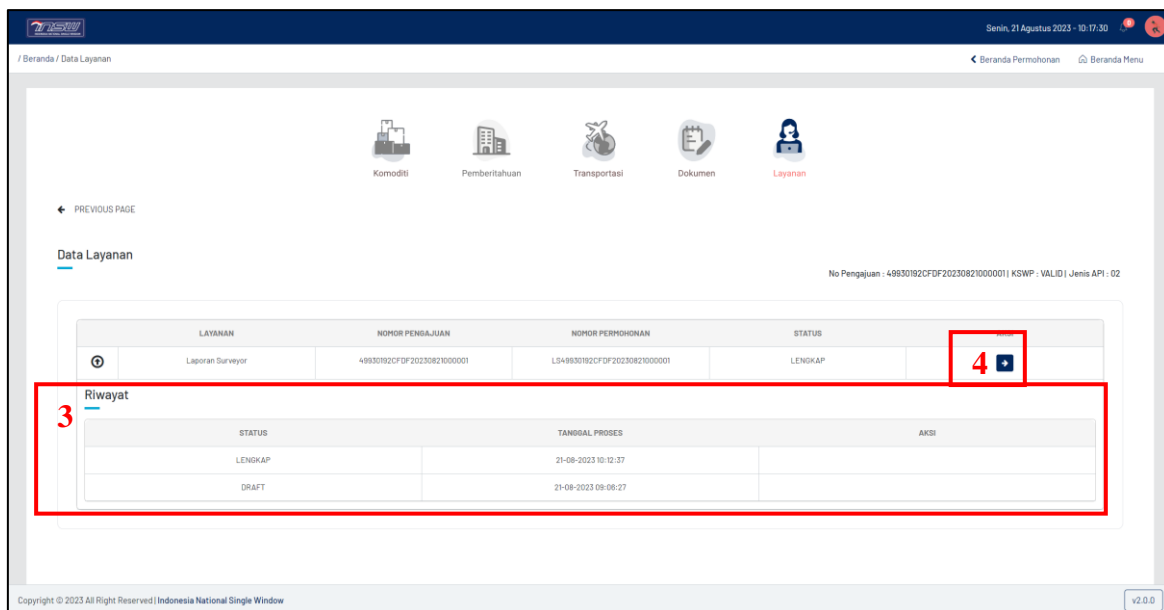 INSW
Senin, 21 Agustus 2023 - 10:17:30 0
/ Beranda / Data Layanan
Beranda Permohonan Beranda Menu
Komoditi Pemberitahuan Transportasi Dokumen Layanan
PREVIOUS PAGE
Data Layanan
No Pengajuan : 49930192CFDF20230821000001 | KSWP : VALID | Jenis API : 02
LAYANAN NOMOR PENGAJUAN NOMOR PERMOHONAN STATUS AKSI
Laporan Surveyor 49930192CFDF20230821000001 LS49930192CFDF20230821000001 LENGKAP 4
Riwayat
3
STATUS TANGGAL PROSES AKSI
LENGKAP 21-08-2023 10:12:37
DRAFT 21-08-2023 09:06:27
Copyright © 2023 All Right Reserved | Indonesia National Single Window v2.0.0